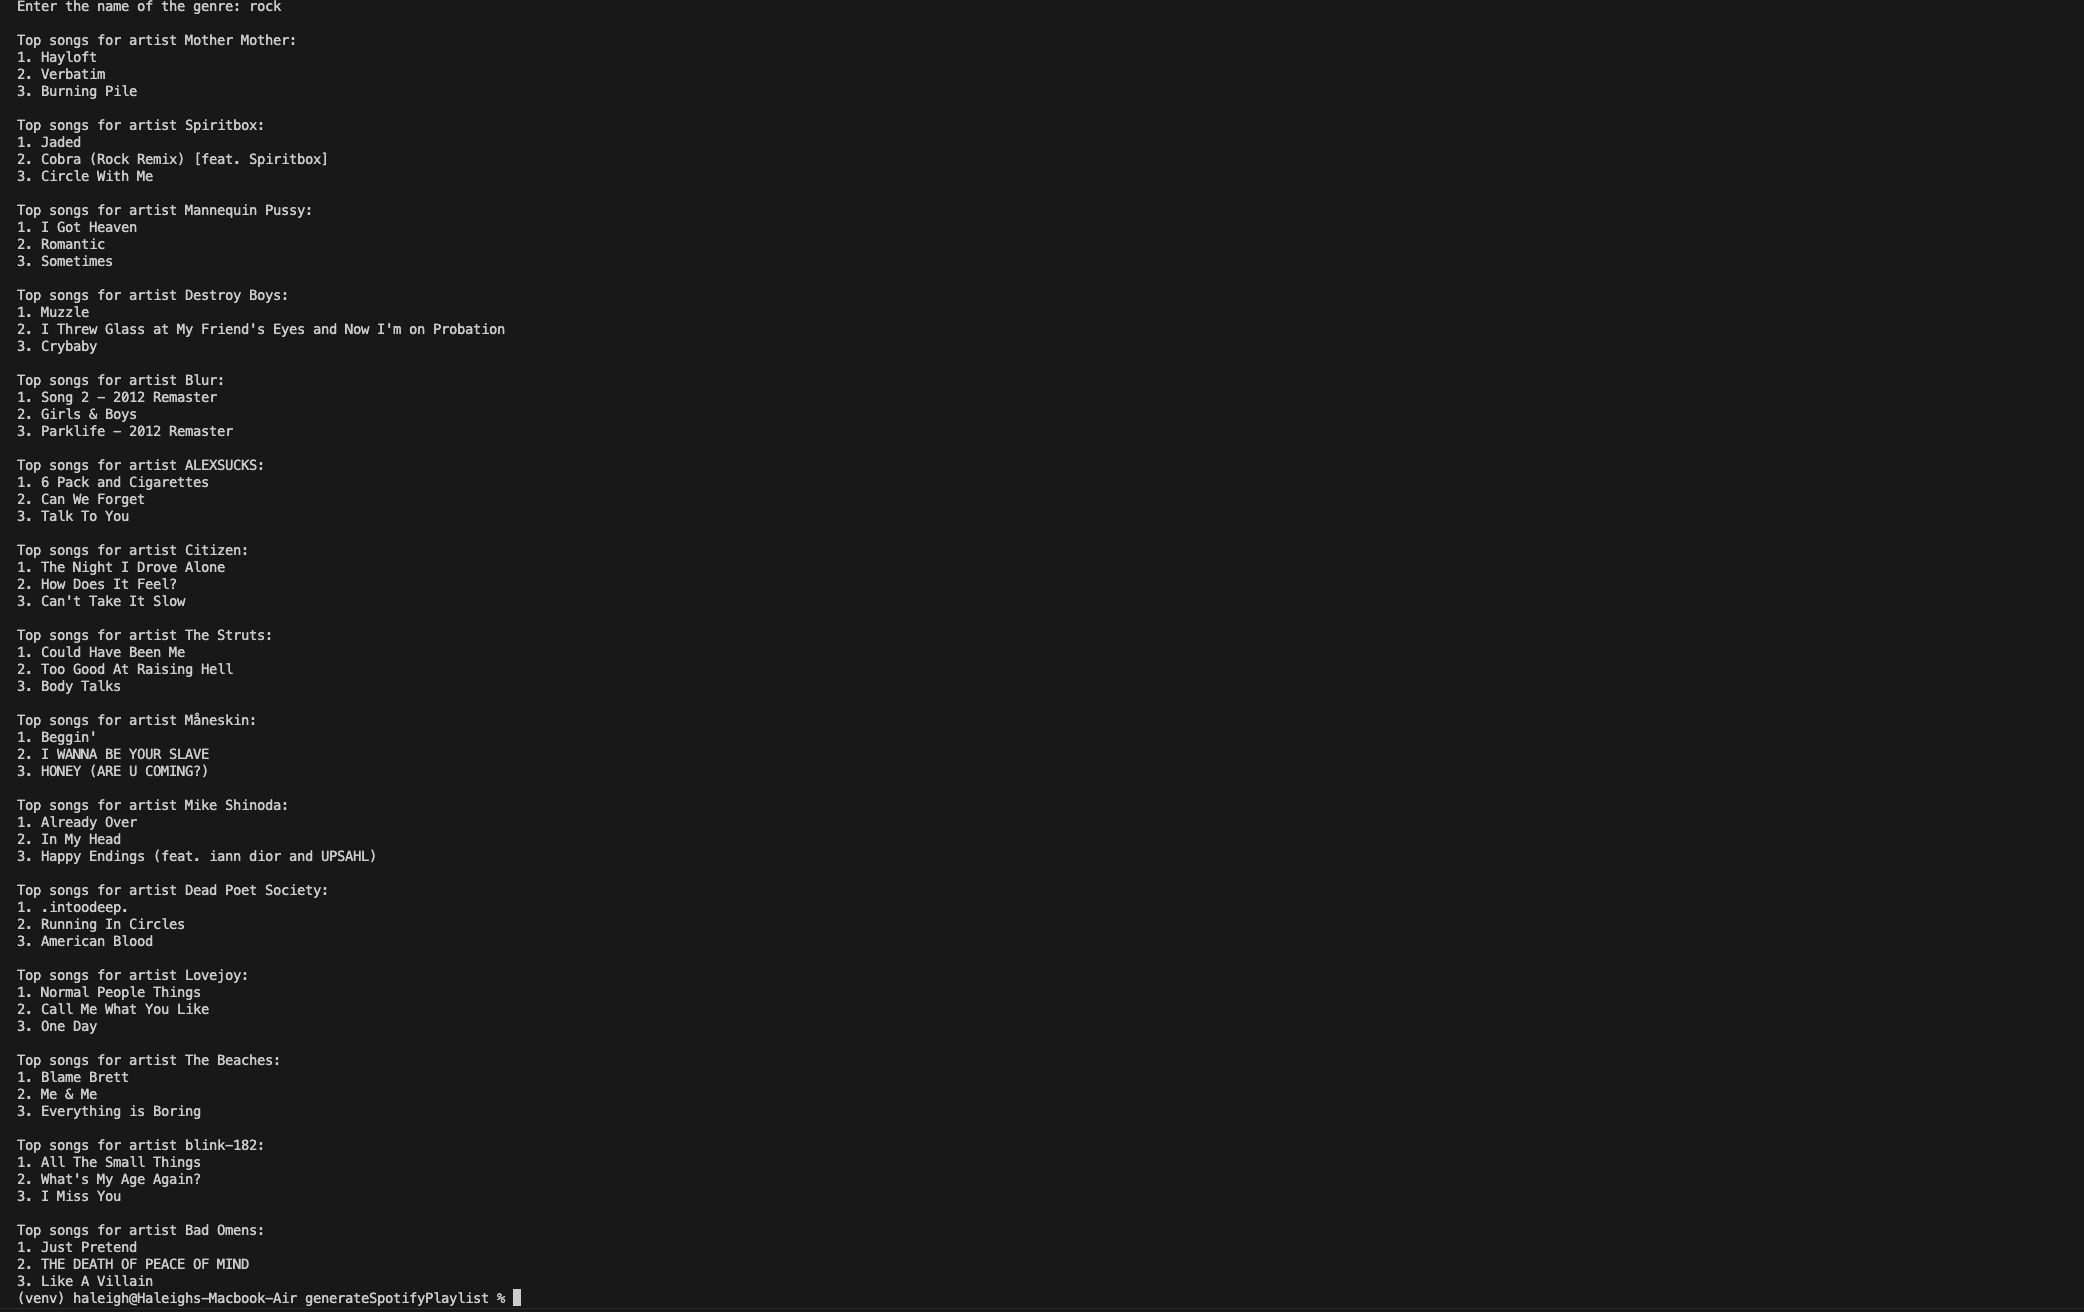 Enter the name of the genre: rock
Top songs for artist Mother Mother:
1. Hayloft
2. Verbatim
3. Burning Pile
Top songs for artist Spiritbox:
1. Jaded
2. Cobra (Rock Remix) [feat. Spiritbox]
3. Circle With Me
Top songs for artist Mannequin Pussy:
1. I Got Heaven
2. Romantic
3. Sometimes
Top songs for artist Destroy Boys:
1. Muzzle
2. I Threw Glass at My Friend's Eyes and Now I'm on Probation
3. Crybaby
Top songs for artist Blur:
1. Song 2 - 2012 Remaster
2. Girls & Boys
3. Parklife - 2012 Remaster
Top songs for artist ALEXSUCKS:
1. 6 Pack and Cigarettes
2. Can We Forget
3. Talk To You
Top songs for artist Citizen:
1. The Night I Drove Alone
2. How Does It Feel?
3. Can't Take It Slow
Top songs for artist The Struts:
1. Could Have Been Me
2. Too Good At Raising Hell
3. Body Talks
Top songs for artist Måneskin:
1. Beggin'
2. I WANNA BE YOUR SLAVE
3. HONEY (ARE U COMING?)
Top songs for artist Mike Shinoda:
1. Already Over
2. In My Head
3. Happy Endings (feat. iann dior and UPSAHL)
Top songs for artist Dead Poet Society:
1. .intoodeep.
2. Running In Circles
3. American Blood
Top songs for artist Lovejoy:
1. Normal People Things
2. Call Me What You Like
3. One Day
Top songs for artist The Beaches:
1. Blame Brett
2. Me & Me
3. Everything is Boring
Top songs for artist blink-182:
1. All The Small Things
2. What's My Age Again?
3. I Miss You
Top songs for artist Bad Omens:
1. Just Pretend
2. THE DEATH OF PEACE OF MIND
3. Like A Villain
(venv) haleigh@Haleighs-Macbook-Air generateSpotifyPlaylist %